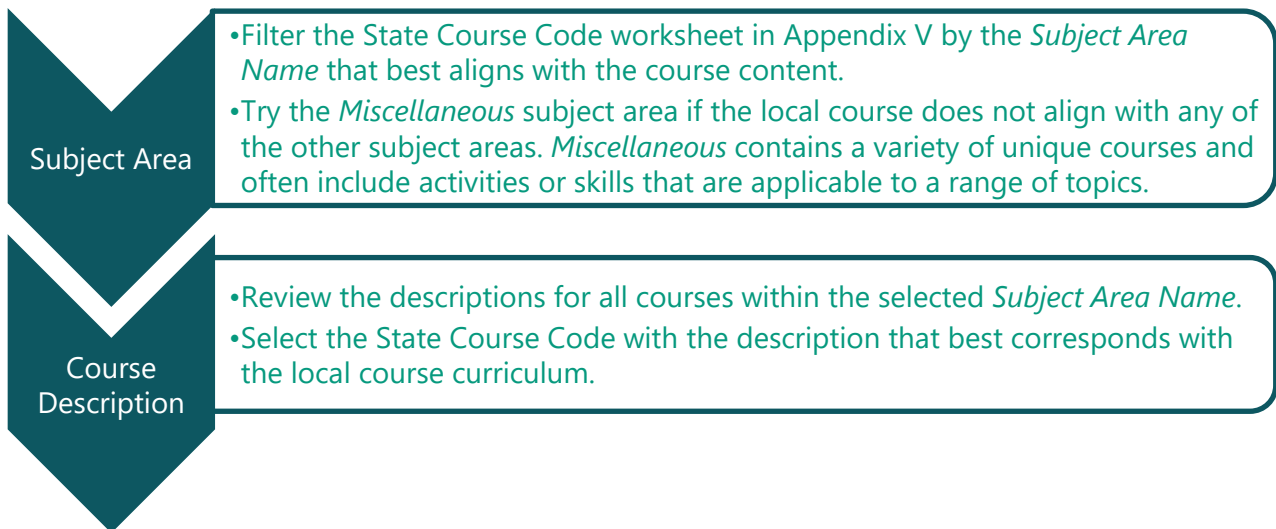 Subject Area
•Filter the State Course Code worksheet in Appendix V by the Subject Area
Name that best aligns with the course content.
•Try the Miscellaneous subject area if the local course does not align with any of
the other subject areas. Miscellaneous contains a variety of unique courses and
often include activities or skills that are applicable to a range of topics.
Course
Description
•Review the descriptions for all courses within the selected Subject Area Name.
•Select the State Course Code with the description that best corresponds with
the local course curriculum.